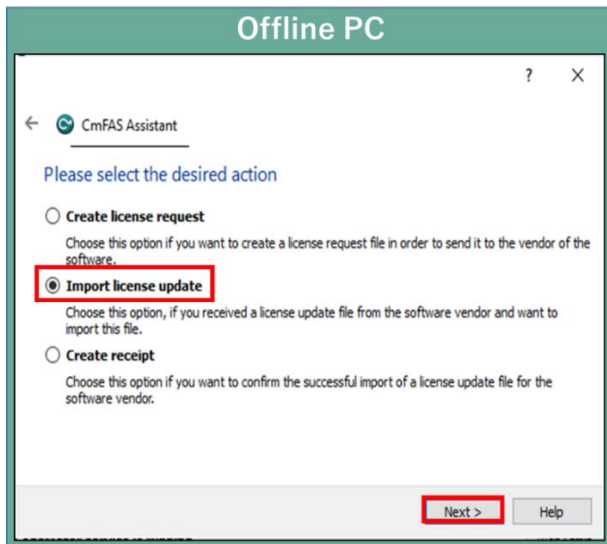 Offline PC
?
CmFAS Assistant
Please select the desired action
Create license request
Choose this option if you want to create a license request file in order to send it to the vendor of the
software.
Import license update
Choose this option, if you received a license update file from the software vendor and want to
import this file.
Create receipt
Choose this option if you want to confirm the successful import of a license update file for the
software vendor.
Next >
Help